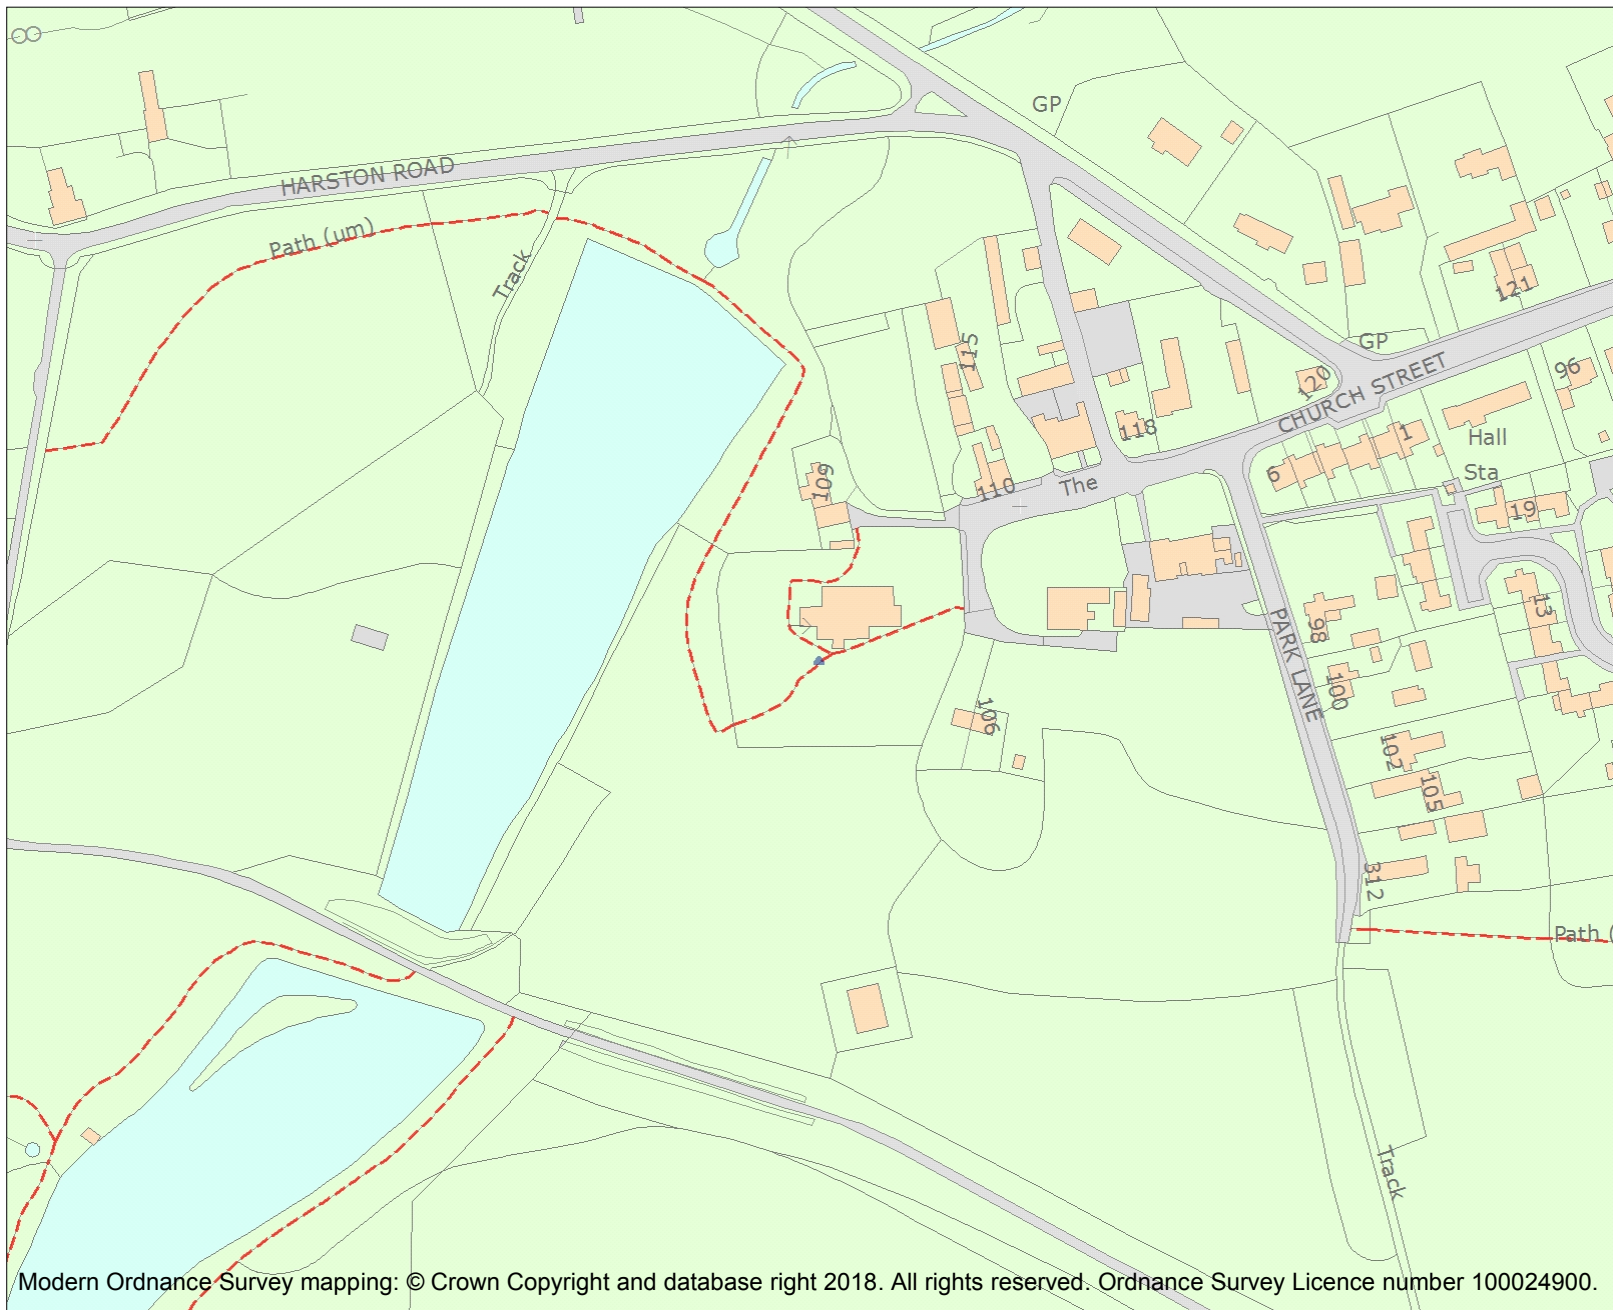 GP
HARSTON ROAD
Path (um)
Track
121
GP
115
96
120
CHURCH STREET
118
1
Hall
6
Sta
109
110
The
19
13
98
PARK LANE
100
106
102
105
312
Path (
Track
Modern Ordnance Survey mapping: © Crown Copyright and database right 2018. All rights reserved. Ordnance Survey Licence number 100024900.